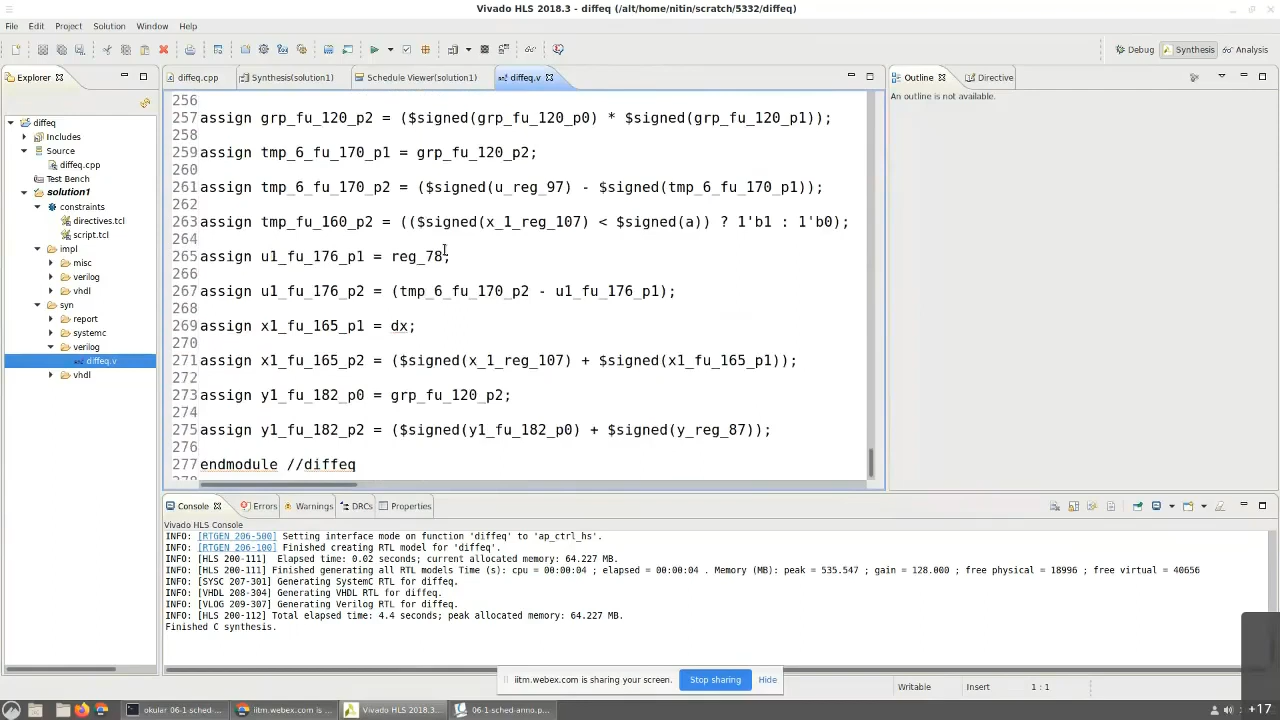 Vivado HLS 2018.3 - diffeq (/alt/home/nitin/scratch/5332/diffeq)
File Edit Project Solution Window Help
Debug Synthesis Analysis
Explorer
diffeq.cpp Synthesis(solution1) Schedule Viewer(solution1) diffeq.v
Outline Directive
An outline is not available.
diffeq
Includes
Source
diffeq.cpp
Test Bench
solution1
constraints
directives.tcl
script.tcl
impl
misc
verilog
vhdl
syn
report
systemc
verilog
diffeq.v
vhdl
256
257 assign grp_fu_120_p2 = ($signed(grp_fu_120_p0) * $signed(grp_fu_120_p1));
258
259 assign tmp_6_fu_170_p1 = grp_fu_120_p2;
260
261 assign tmp_6_fu_170_p2 = ($signed(u_reg_97) - $signed(tmp_6_fu_170_p1));
262
263 assign tmp_fu_160_p2 = (($signed(x_1_reg_107) < $signed(a)) ? 1'b1 : 1'b0);
264
265 assign u1_fu_176_p1 = reg_78;
266
267 assign u1_fu_176_p2 = (tmp_6_fu_170_p2 - u1_fu_176_p1);
268
269 assign x1_fu_165_p1 = dx;
270
271 assign x1_fu_165_p2 = ($signed(x_1_reg_107) + $signed(x1_fu_165_p1));
272
273 assign y1_fu_182_p0 = grp_fu_120_p2;
274
275 assign y1_fu_182_p2 = ($signed(y1_fu_182_p0) + $signed(y_reg_87));
276
277 endmodule //diffeq
Console Errors Warnings DRCs Properties
Vivado HLS Console
INFO: [RTGEN 206-500] Setting interface mode on function 'diffeq' to 'ap_ctrl_hs'.
INFO: [RTGEN 206-100] Finished creating RTL model for 'diffeq'.
INFO: [HLS 200-111] Elapsed time: 0.02 seconds; current allocated memory: 64.227 MB.
INFO: [HLS 200-111] Finished generating all RTL models Time (s): cpu = 00:00:04 ; elapsed = 00:00:04 . Memory (MB): peak = 535.547 ; gain = 128.000 ; free physical = 18996 ; free virtual = 40656
INFO: [SYSC 207-301] Generating SystemC RTL for diffeq.
INFO: [VHDL 208-304] Generating VHDL RTL for diffeq.
INFO: [VLOG 209-307] Generating Verilog RTL for diffeq.
INFO: [HLS 200-112] Total elapsed time: 4.4 seconds; peak allocated memory: 64.227 MB.
Finished C synthesis.
iitm.webex.com is sharing your screen. Stop sharing Hide
Writable Insert 1 : 1
okular 06-1-sched-... iitm.webex.com is ... Vivado HLS 2018.3... 06-1-sched-anno.p... +17